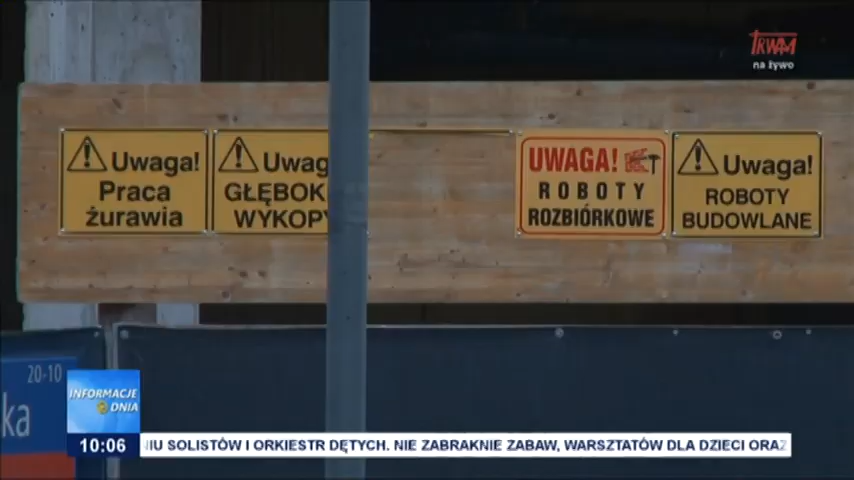 TRWAM
na żywo
Uwaga!
Praca
żurawia
Uwag
GŁĘBOK
WYKOPY
UWAGA!
ROBOTY
ROZBIÓRKOWE
Uwaga!
ROBOTY
BUDOWLANE
20-10
ka
INFORMACJE
DNIA
10:06
IU SOLISTÓW I ORKIESTR DĘTYCH. NIE ZABRAKNIE ZABAW, WARSZTATÓW DLA DZIECI ORAZ